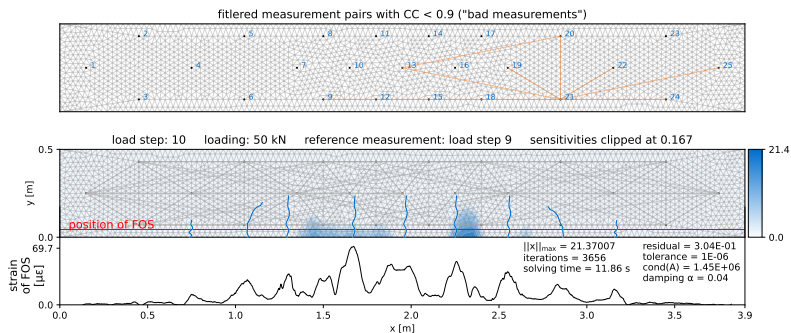 fitlered measurement pairs with CC < 0.9 ("bad measurements")
2 5 8 11 14 17 20 23
1 4 7 10 13 16 19 22 25
3 6 9 12 15 18 21 24
load step: 10 loading: 50 kN reference measurement: load step 9 sensitivities clipped at 0.167
0.5
21.4
y [m]
position of FOS
0.0
0.0
69.7
||x||max = 21.37007
iterations = 3656
solving time = 11.86 s
residual = 3.04E-01
tolerance = 1E-06
cond(A) = 1.45E+06
damping α = 0.04
strain
of FOS
[µε]
0.0
0.0 0.5 1.0 1.5 2.0 2.5 3.0 3.5 3.9
x [m]